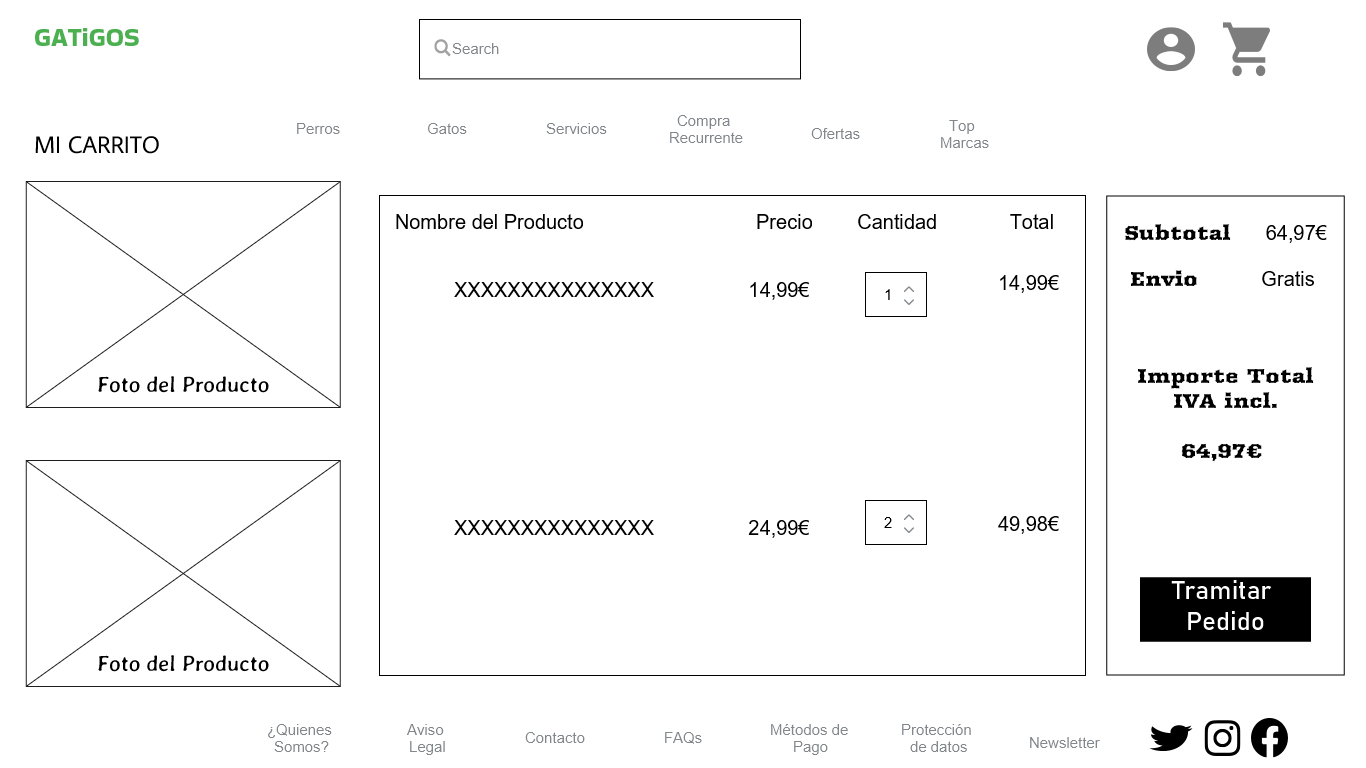 GATiGOS
Search
MI CARRITO
Perros
Gatos
Servicios
Compra
Recurrente
Ofertas
Top
Marcas
Foto del Producto
Foto del Producto
Nombre del Producto Precio Cantidad Total
XXXXXXXXXXXXXXX 14,99€ 1 14,99€
XXXXXXXXXXXXXXX 24,99€ 2 49,98€
Subtotal 64,97€
Envio Gratis
Importe Total
IVA incl.
64,97€
Tramitar
Pedido
¿Quienes
Somos?
Aviso
Legal
Contacto
FAQs
Métodos de
Pago
Protección
de datos
Newsletter